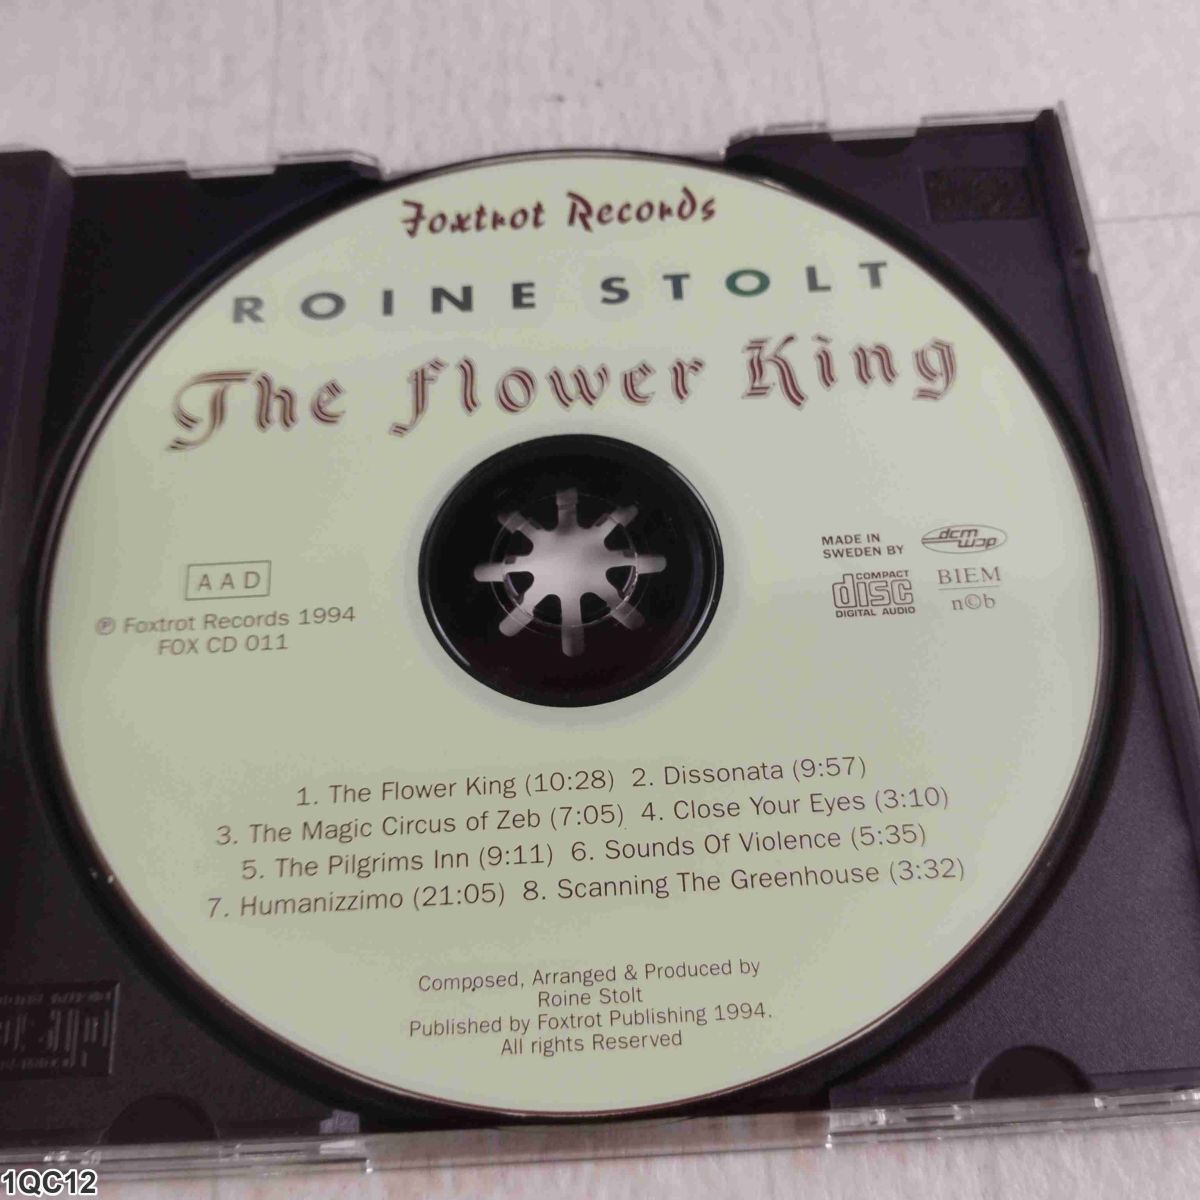 Foxtrot Records
ROINE STOLT
The Flower King
MADE IN
SWEDEN BY
dcm
COMPACT
disc
DIGITAL AUDIO
BIEM
n©b
AAD
℗ Foxtrot Records 1994
FOX CD 011
1. The Flower King (10:28) 2. Dissonata (9:57)
3. The Magic Circus of Zeb (7:05) 4. Close Your Eyes (3:10)
5. The Pilgrims Inn (9:11) 6. Sounds Of Violence (5:35)
7. Humanizzimo (21:05) 8. Scanning The Greenhouse (3:32)
Composed, Arranged & Produced by
Roine Stolt
Published by Foxtrot Publishing 1994.
All rights Reserved
1QC12